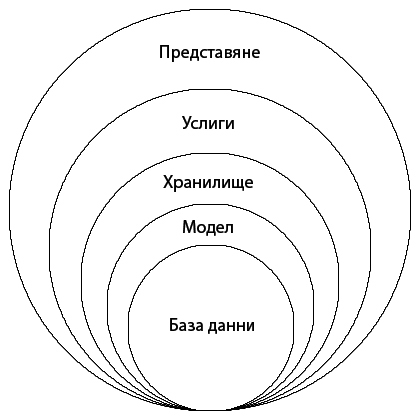 Представяне
Услиги
Хранилище
Модел
База данни